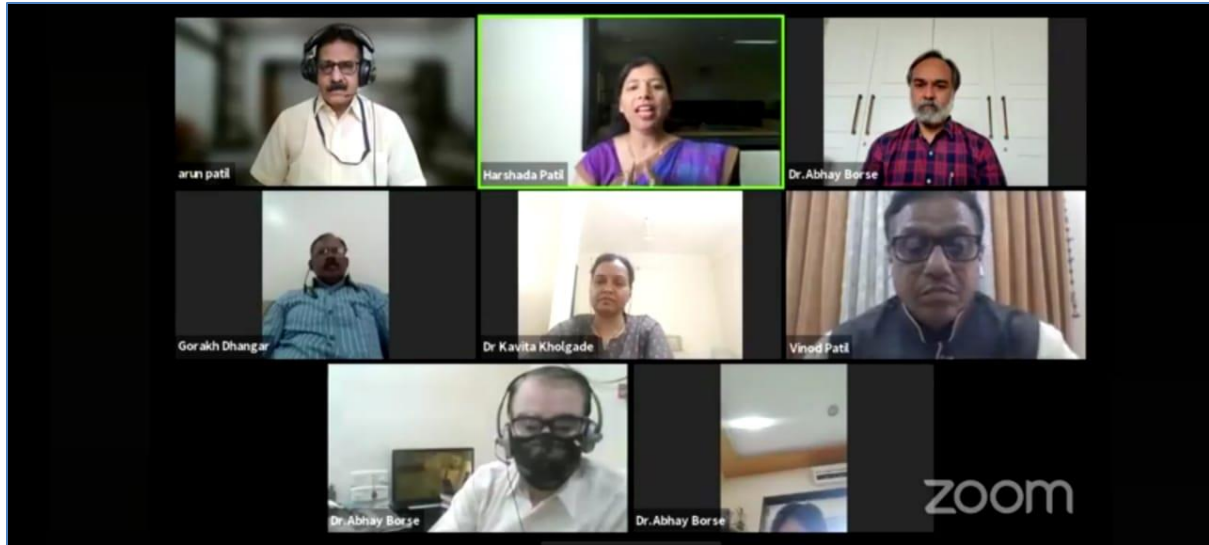 arun patil
Harshada Patil
Dr.Abhay Borse
Gorakh Dhangar
Dr Kavita Kholgade
Vinod Patil
Dr.Abhay Borse
Dr.Abhay Borse
zoom